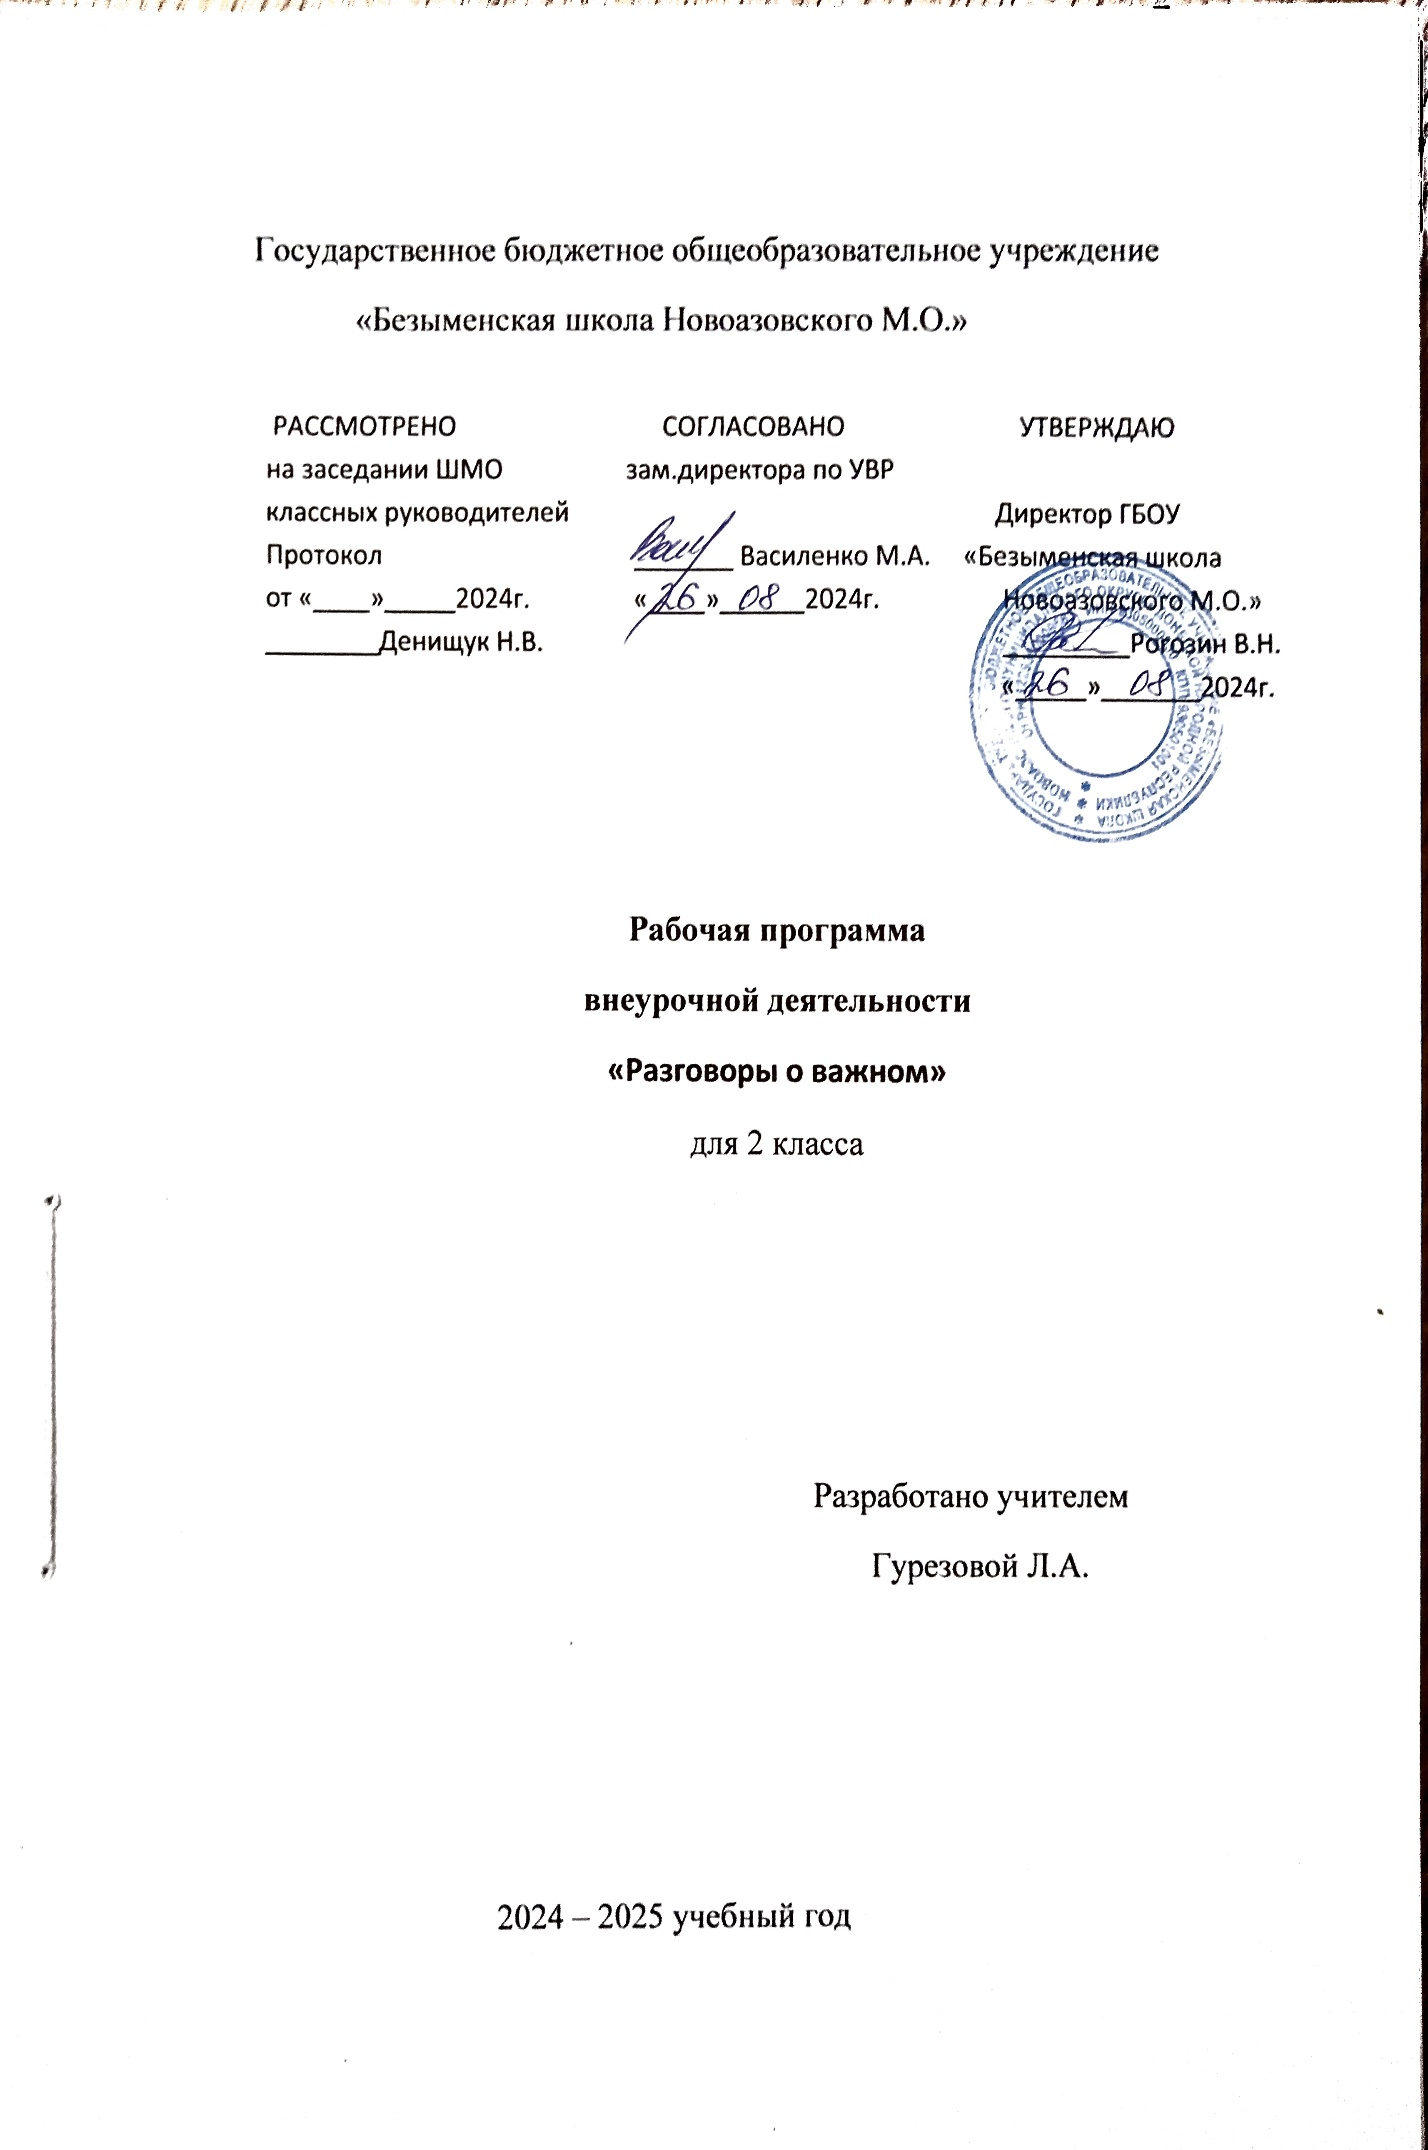 Государственное бюджетное общеобразовательное учреждение
«Безыменская школа Новоазовского М.О.»
РАССМОТРЕНО
на заседании ШМО
классных руководителей
Протокол
от «____»_____2024г.
________Денищук Н.В.
СОГЛАСОВАНО
зам.директора по УВР
_______ Василенко М.А.
«26»  08  2024г.
УТВЕРЖДАЮ
Директор ГБОУ
«Безыменская школа
Новоазовского М.О.»
_________Рогозин В.Н.
«26»  08  2024г.
Рабочая программа
внеурочной деятельности
«Разговоры о важном»
для 2 класса
Разработано учителем
Гурезовой Л.А.
2024 – 2025 учебный год